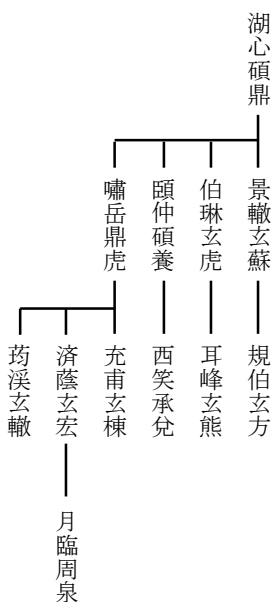 湖心碩鼎
景轍玄蘇
規伯玄方
伯琳玄虎
耳峰玄熊
頤仲碩養
西笑承兌
嘯岳鼎虎
充甫玄棟
済蔭玄宏
月臨周泉
荺渓玄轍